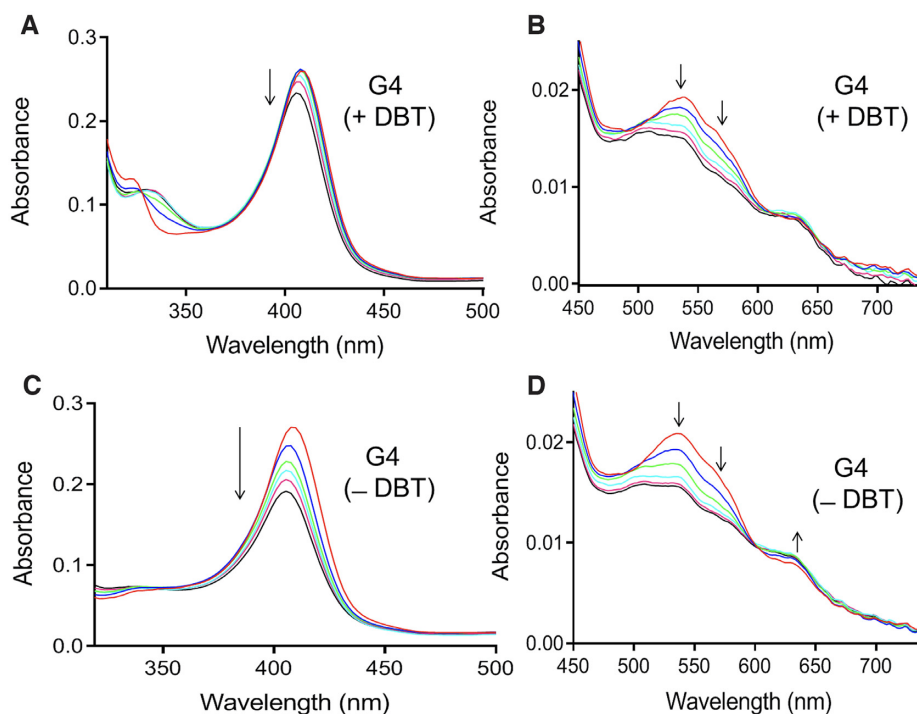 A
0.3
0.2
0.1
0.0
Absorbance
350
400
450
500
Wavelength (nm)
G4
(+ DBT)
B
0.02
0.01
0.00
Absorbance
450
500
550
600
650
700
Wavelength (nm)
G4
(+ DBT)
C
0.3
0.2
0.1
0.0
Absorbance
350
400
450
500
Wavelength (nm)
G4
(– DBT)
D
0.02
0.01
0.00
Absorbance
450
500
550
600
650
700
Wavelength (nm)
G4
(– DBT)